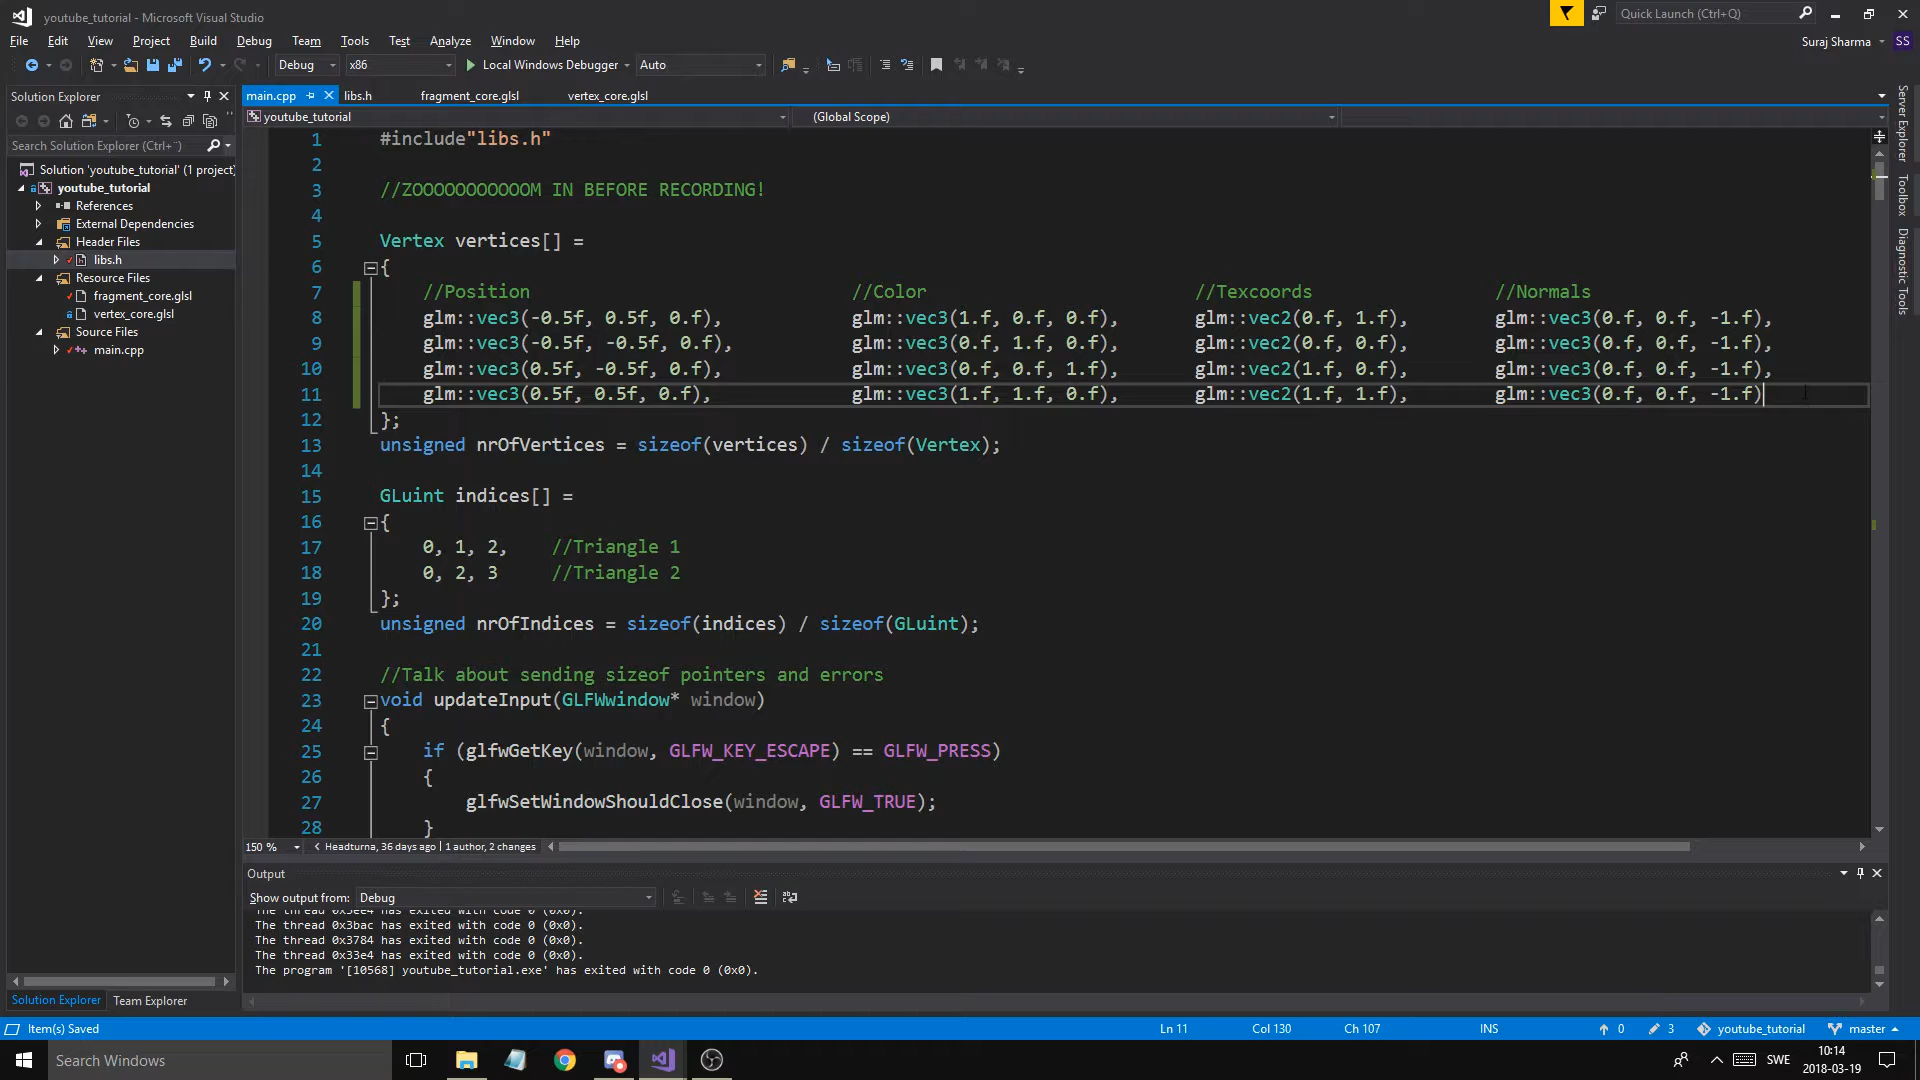 youtube_tutorial - Microsoft Visual Studio
Quick Launch (Ctrl+Q)
File Edit View Project Build Debug Team Tools Test Analyze Window Help
Suraj Sharma
SS
Debug
x86
Local Windows Debugger
Auto
Solution Explorer
main.cpp
libs.h
fragment_core.glsl
vertex_core.glsl
youtube_tutorial
(Global Scope)
Search Solution Explorer (Ctrl+¨)
Solution 'youtube_tutorial' (1 project)
youtube_tutorial
References
External Dependencies
Header Files
libs.h
Resource Files
fragment_core.glsl
vertex_core.glsl
Source Files
main.cpp
1 #include"libs.h"
2
3 //ZOOOOOOOOOOOM IN BEFORE RECORDING!
4
5 Vertex vertices[] =
6 {
7 //Position //Color //Texcoords //Normals
8 glm::vec3(-0.5f, 0.5f, 0.f), glm::vec3(1.f, 0.f, 0.f), glm::vec2(0.f, 1.f), glm::vec3(0.f, 0.f, -1.f),
9 glm::vec3(-0.5f, -0.5f, 0.f), glm::vec3(0.f, 1.f, 0.f), glm::vec2(0.f, 0.f), glm::vec3(0.f, 0.f, -1.f),
10 glm::vec3(0.5f, -0.5f, 0.f), glm::vec3(0.f, 0.f, 1.f), glm::vec2(1.f, 0.f), glm::vec3(0.f, 0.f, -1.f),
11 glm::vec3(0.5f, 0.5f, 0.f), glm::vec3(1.f, 1.f, 0.f), glm::vec2(1.f, 1.f), glm::vec3(0.f, 0.f, -1.f)
12 };
13 unsigned nrOfVertices = sizeof(vertices) / sizeof(Vertex);
14
15 GLuint indices[] =
16 {
17 0, 1, 2, //Triangle 1
18 0, 2, 3 //Triangle 2
19 };
20 unsigned nrOfIndices = sizeof(indices) / sizeof(GLuint);
21
22 //Talk about sending sizeof pointers and errors
23 void updateInput(GLFWwindow* window)
24 {
25 if (glfwGetKey(window, GLFW_KEY_ESCAPE) == GLFW_PRESS)
26 {
27 glfwSetWindowShouldClose(window, GLFW_TRUE);
28 }
Server Explorer
Toolbox
Diagnostic Tools
150 %
Headturna, 36 days ago | 1 author, 2 changes
Output
Show output from: Debug
The thread 0x3ee4 has exited with code 0 (0x0).
The thread 0x3bac has exited with code 0 (0x0).
The thread 0x3784 has exited with code 0 (0x0).
The thread 0x33e4 has exited with code 0 (0x0).
The program '[10568] youtube_tutorial.exe' has exited with code 0 (0x0).
Solution Explorer Team Explorer
Item(s) Saved
Ln 11
Col 130
Ch 107
INS
0
3
youtube_tutorial
master
Search Windows
SWE
10:14
2018-03-19